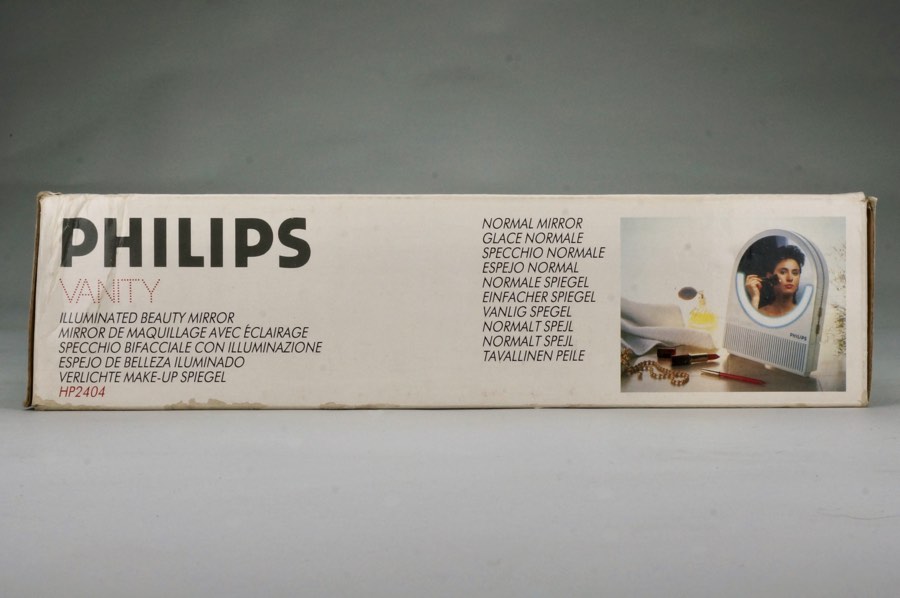 PHILIPS
VANITY
ILLUMINATED BEAUTY MIRROR
MIRROR DE MAQUILLAGE AVEC ÉCLAIRAGE
SPECCHIO BIFACCIALE CON ILLUMINAZIONE
ESPEJO DE BELLEZA ILUMINADO
VERLICHTE MAKE-UP SPIEGEL
HP2404
NORMAL MIRROR
GLACE NORMALE
SPECCHIO NORMALE
ESPEJO NORMAL
NORMALE SPIEGEL
EINFACHER SPIEGEL
VANLIG SPEGEL
NORMALT SPEJL
NORMALT SPEJL
TAVALLINEN PEILE
PHILIPS